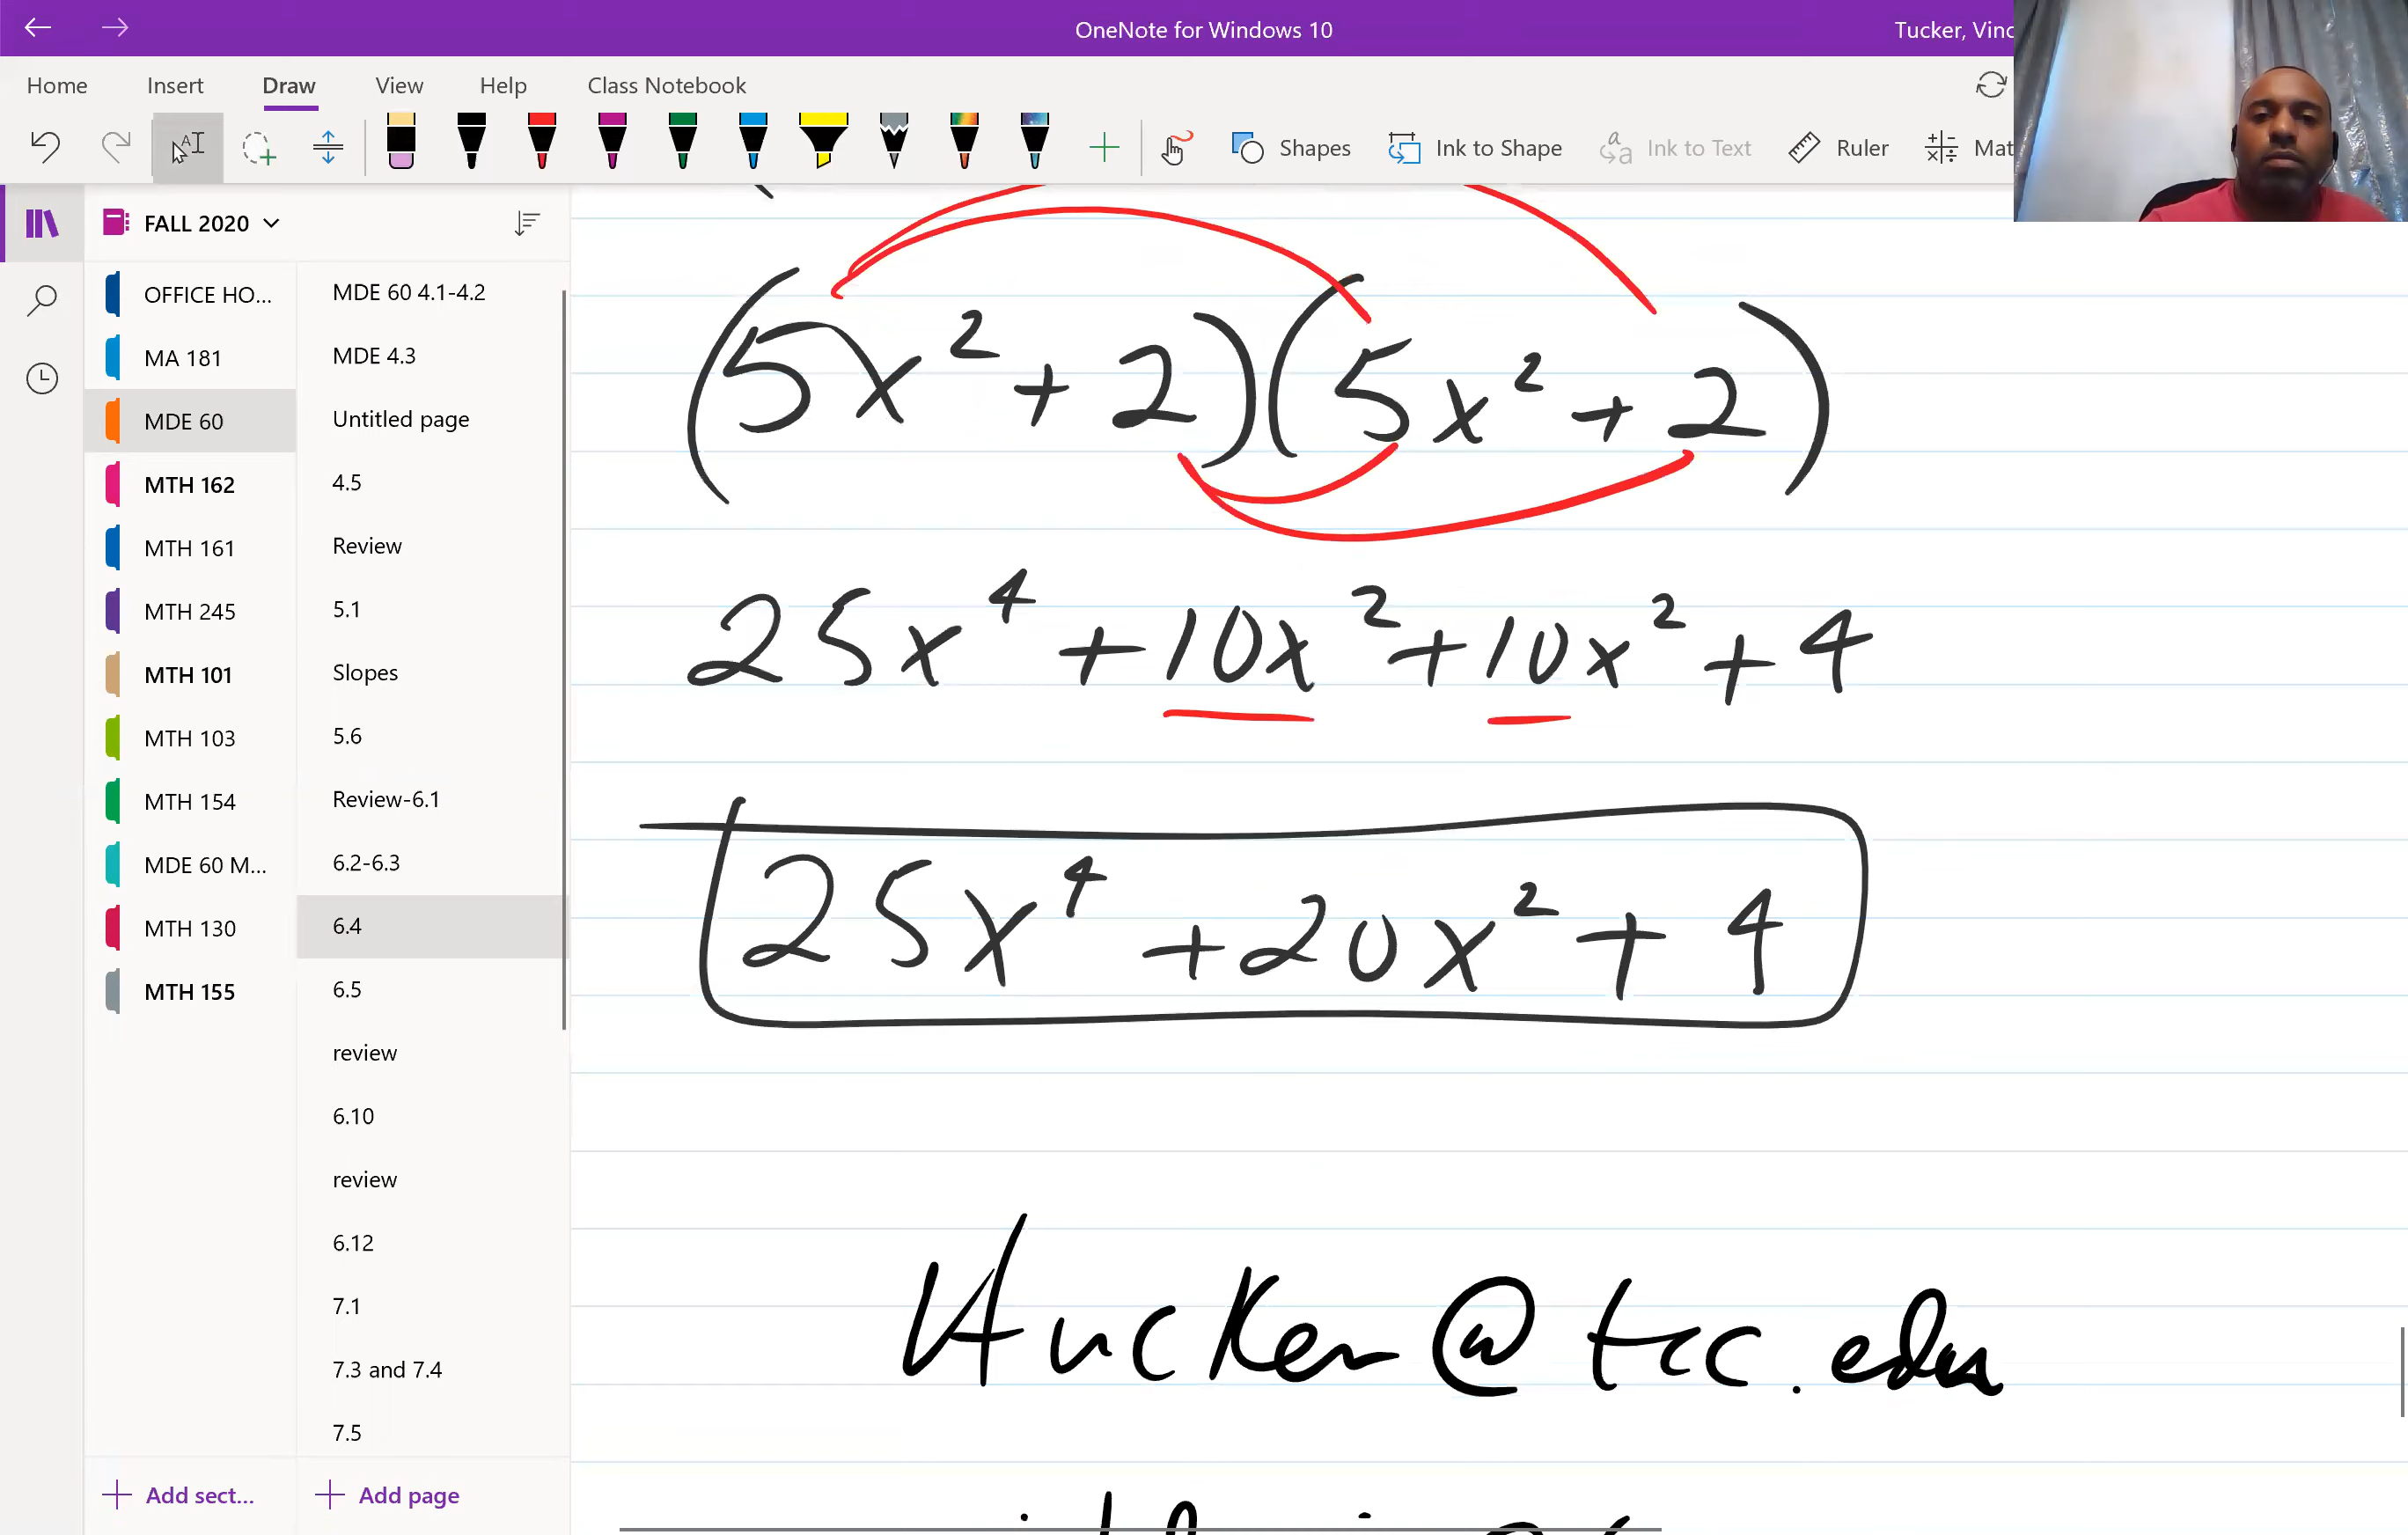 OneNote for Windows 10
Tucker, Vinc
Home Insert Draw View Help Class Notebook
Shapes Ink to Shape Ink to Text Ruler Mat
FALL 2020
OFFICE HO...
MA 181
MDE 60
MTH 162
MTH 161
MTH 245
MTH 101
MTH 103
MTH 154
MDE 60 M...
MTH 130
MTH 155
Add sect...
MDE 60 4.1-4.2
MDE 4.3
Untitled page
4.5
Review
5.1
Slopes
5.6
Review-6.1
6.2-6.3
6.4
6.5
review
6.10
review
6.12
7.1
7.3 and 7.4
7.5
Add page
(5x² + 2)(5x² + 2)
25x⁴ + 10x² + 10x² + 4
25x⁴ + 20x² + 4
vtucker@tcc.edu